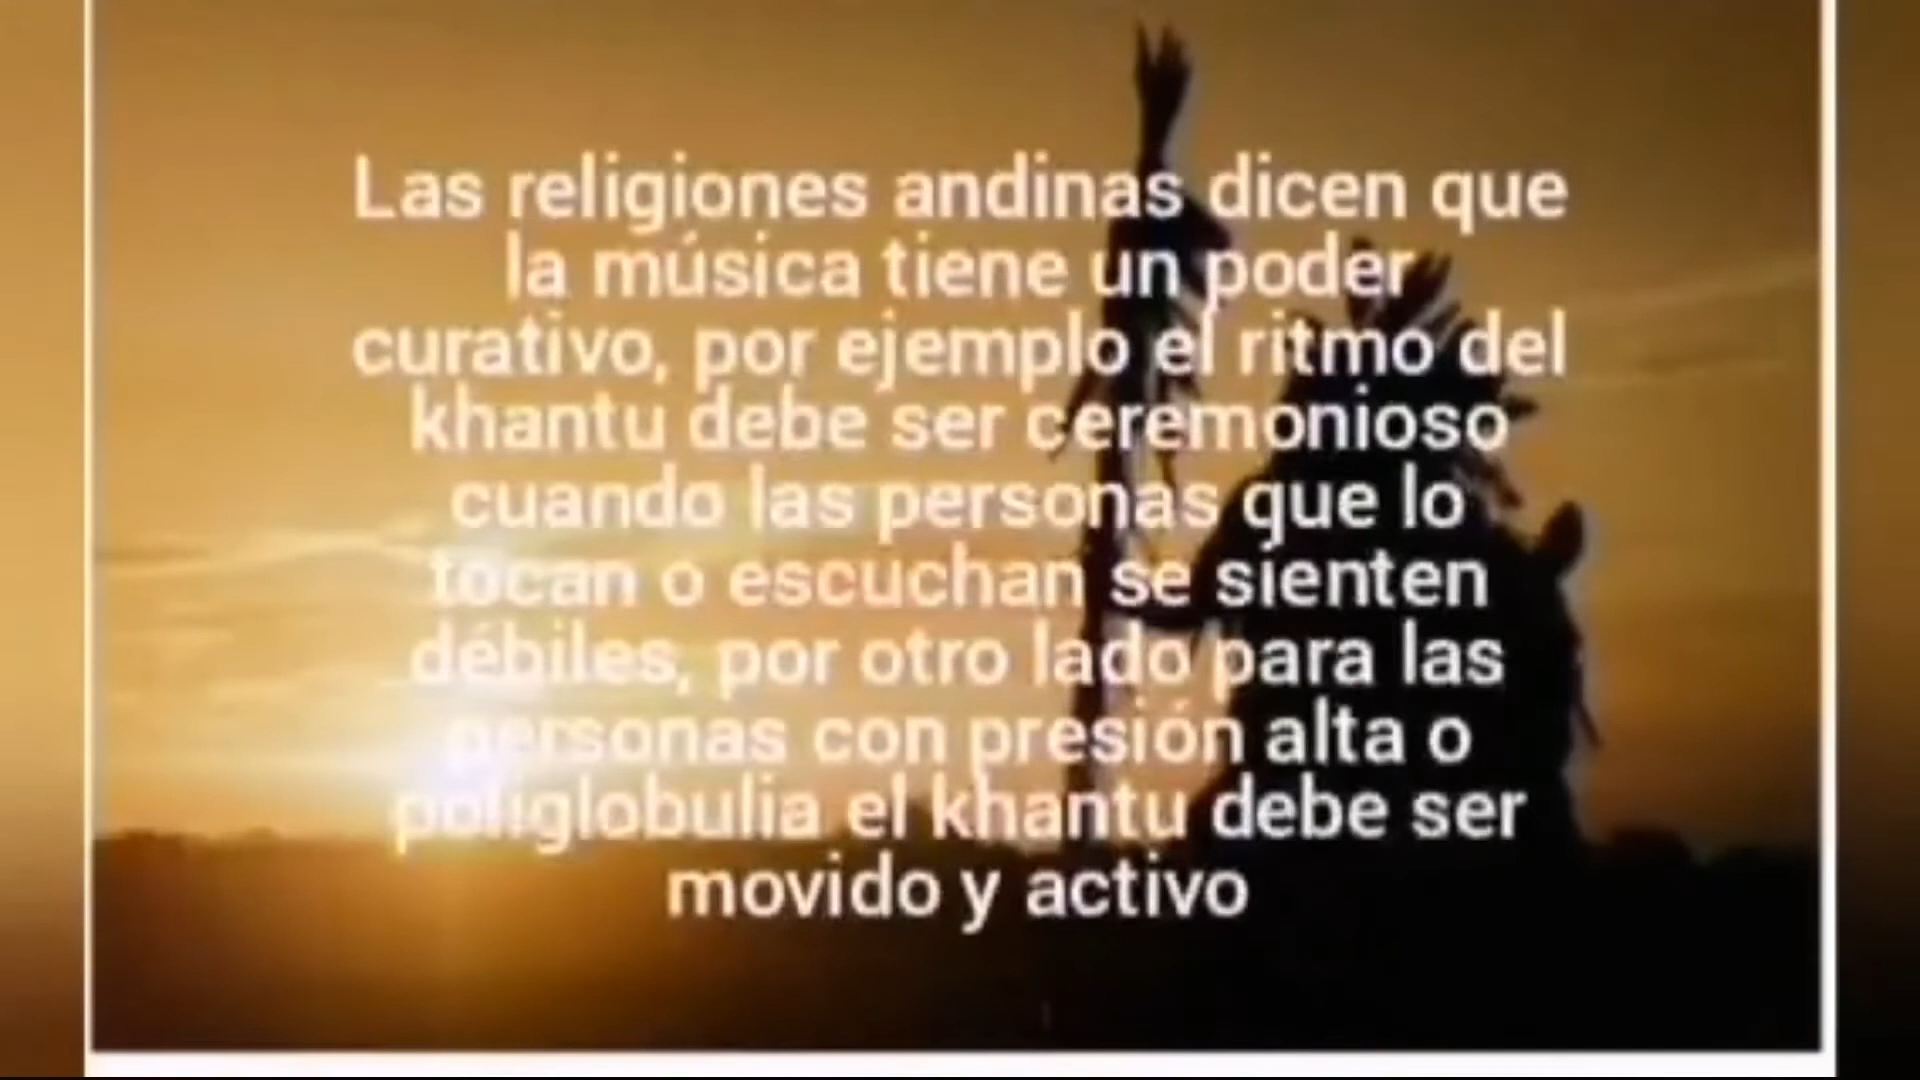 Las religiones andinas dicen que
la música tiene un poder
curativo, por ejemplo el ritmo del
khantu debe ser ceremonioso
cuando las personas que lo
tocan o escuchan se sienten
débiles, por otro lado para las
personas con presión alta o
poliglobulia el khantu debe ser
movido y activo